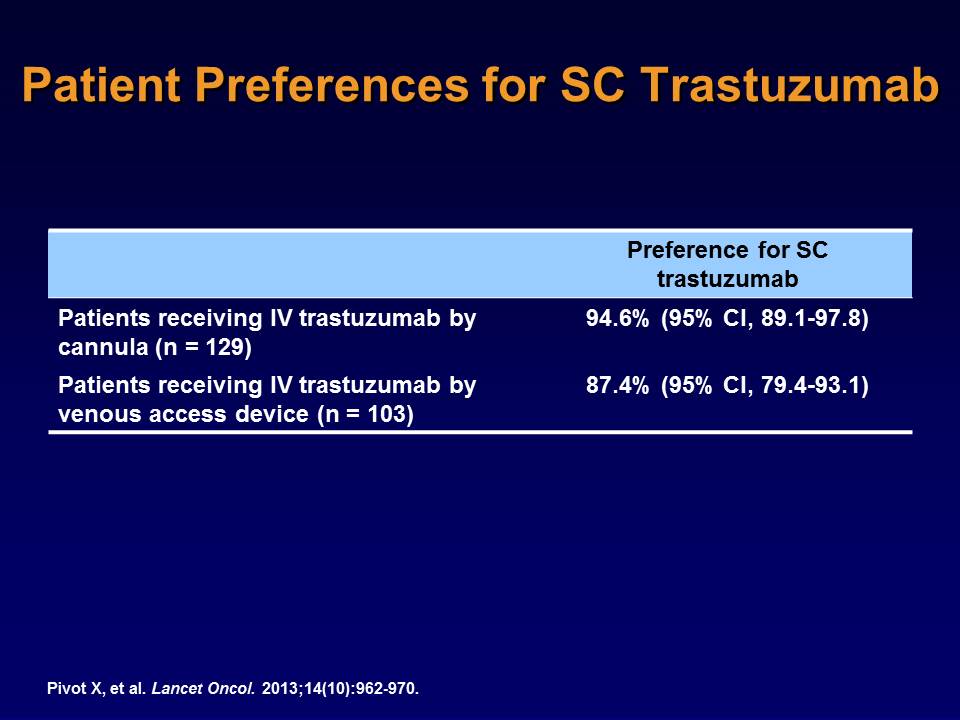 Patient Preferences for SC Trastuzumab
Preference for SC
trastuzumab
Patients receiving IV trastuzumab by
cannula (n = 129)
94.6% (95% CI, 89.1-97.8)
Patients receiving IV trastuzumab by
venous access device (n = 103)
87.4% (95% CI, 79.4-93.1)
Pivot X, et al. Lancet Oncol. 2013;14(10):962-970.